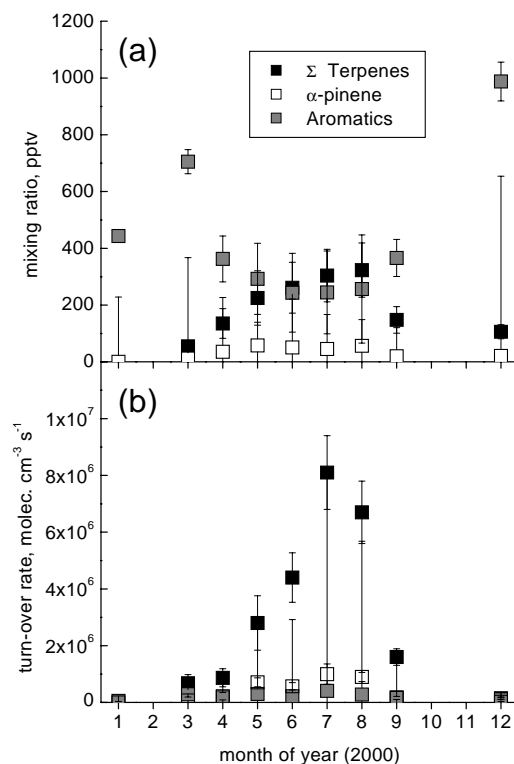 (a)
Σ Terpenes
α-pinene
Aromatics
1200
1000
800
600
400
200
0
mixing ratio, pptv
(b)
1x10⁷
8x10⁶
6x10⁶
4x10⁶
2x10⁶
0
turn-over rate, molec. cm⁻³ s⁻¹
1 2 3 4 5 6 7 8 9 10 11 12
month of year (2000)